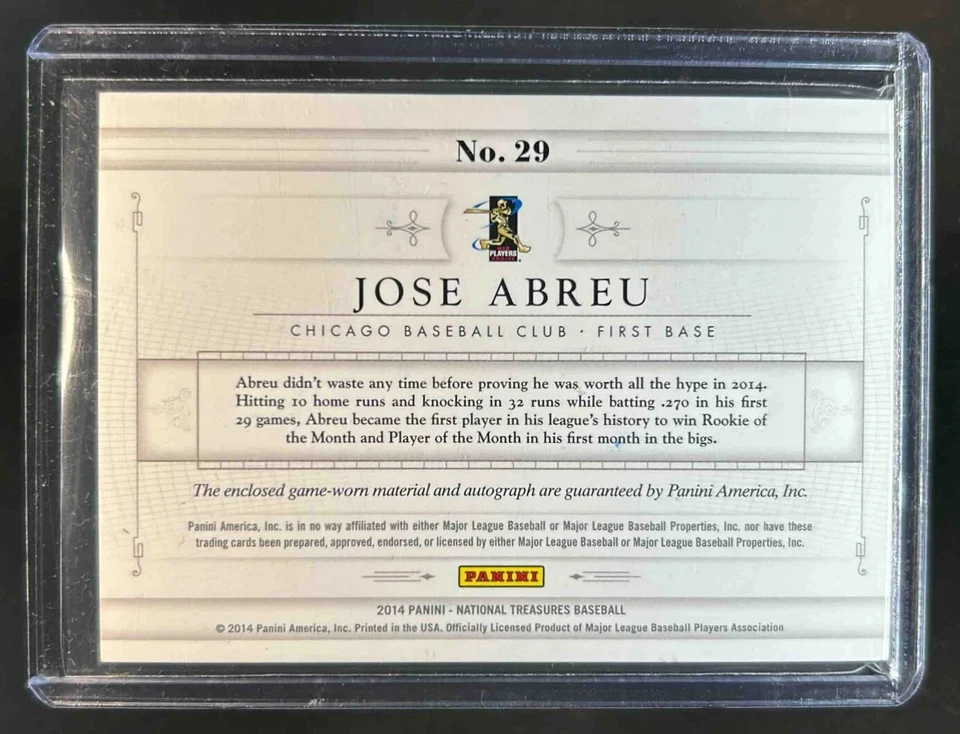 No. 29
MLB
PLAYERS
CHOICE
JOSE ABREU
CHICAGO BASEBALL CLUB · FIRST BASE
Abreu didn't waste any time before proving he was worth all the hype in 2014.
Hitting 10 home runs and knocking in 32 runs while batting .270 in his first
29 games, Abreu became the first player in his league's history to win Rookie of
the Month and Player of the Month in his first month in the bigs.
The enclosed game-worn material and autograph are guaranteed by Panini America, Inc.
Panini America, Inc. is in no way affiliated with either Major League Baseball or Major League Baseball Properties, Inc. nor have these
trading cards been prepared, approved, endorsed, or licensed by either Major League Baseball or Major League Baseball Properties, Inc.
PANINI
2014 PANINI - NATIONAL TREASURES BASEBALL
© 2014 Panini America, Inc. Printed in the USA. Officially Licensed Product of Major League Baseball Players Association